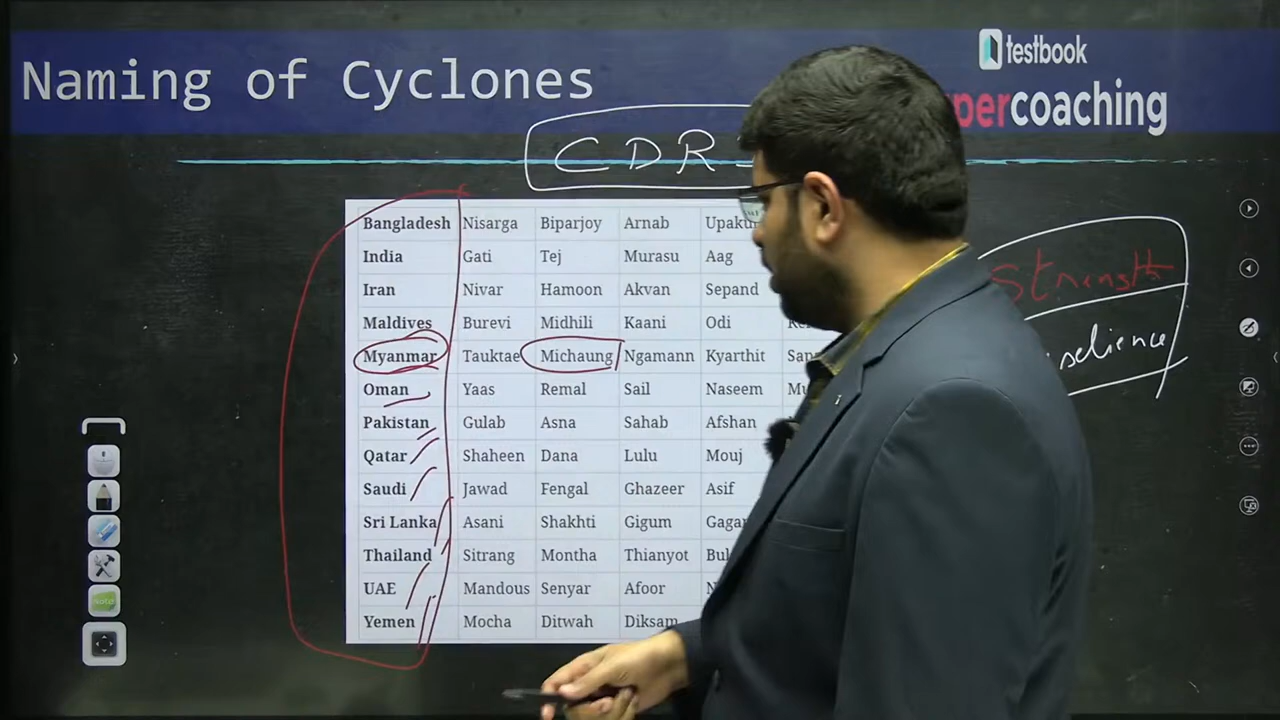 Naming of Cyclones
testbook
percoaching
CDR
Bangladesh Nisarga Biparjoy Arnab
India Gati Tej Murasu Aag
Iran Nivar Hamoon Akvan Sepand
Maldives Burevi Midhili Kaani Odi
Myanmar Tauktae Michaung Ngamann Kyarthit
Oman Yaas Remal Sail Naseem
Pakistan Gulab Asna Sahab Afshan
Qatar Shaheen Dana Lulu Mouj
Saudi Jawad Fengal Ghazeer Asif
Sri Lanka Asani Shakhti Gigum
Thailand Sitrang Montha Thianyot
UAE Mandous Senyar Afoor
Yemen Mocha Ditwah Diksam
Strength
silience
Note